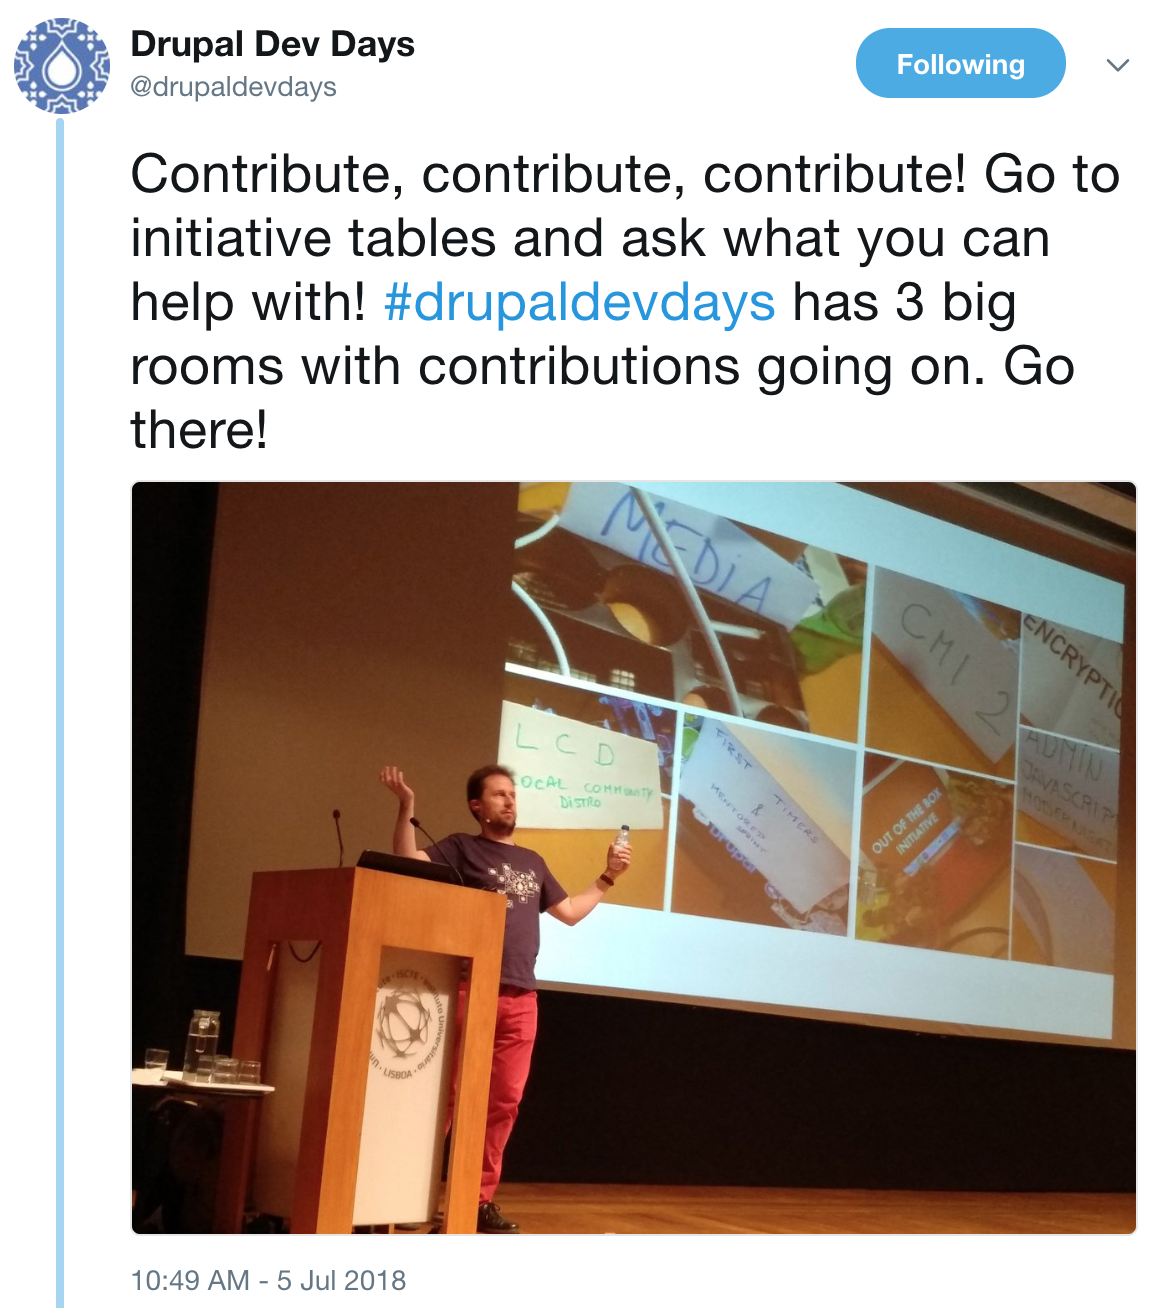 Drupal Dev Days
@drupaldevdays
Following
Contribute, contribute, contribute! Go to
initiative tables and ask what you can
help with! #drupaldevdays has 3 big
rooms with contributions going on. Go
there!
MEDiA
CMI 2
ENCRYPTI
ADMIN
JAVASCRIPT
LCD
LOCAL COMMUNITY
DISTRO
FIRST
TIMERS
&
MENTORED
SPRINT
Drupal
OUT OF THE BOX
INITIATIVE
ISCTE
LISBOA
10:49 AM - 5 Jul 2018